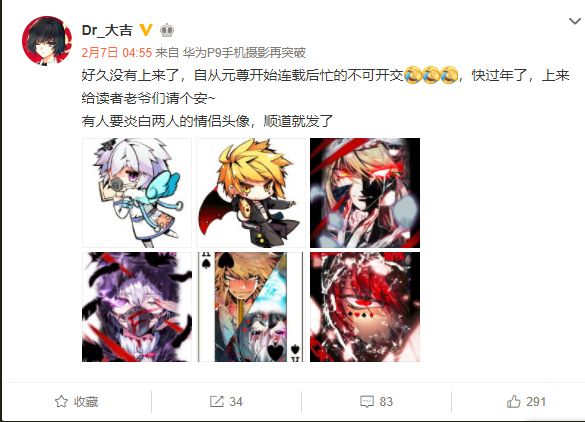 Dr_大吉
2月7日 04:55 来自 华为P9手机摄影再突破
好久没有上来了，自从元尊开始连载后忙的不可开交，快过年了，上来
给读者老爷们请个安~
有人要炎白两人的情侣头像，顺道就发了
K
收藏
34
83
291